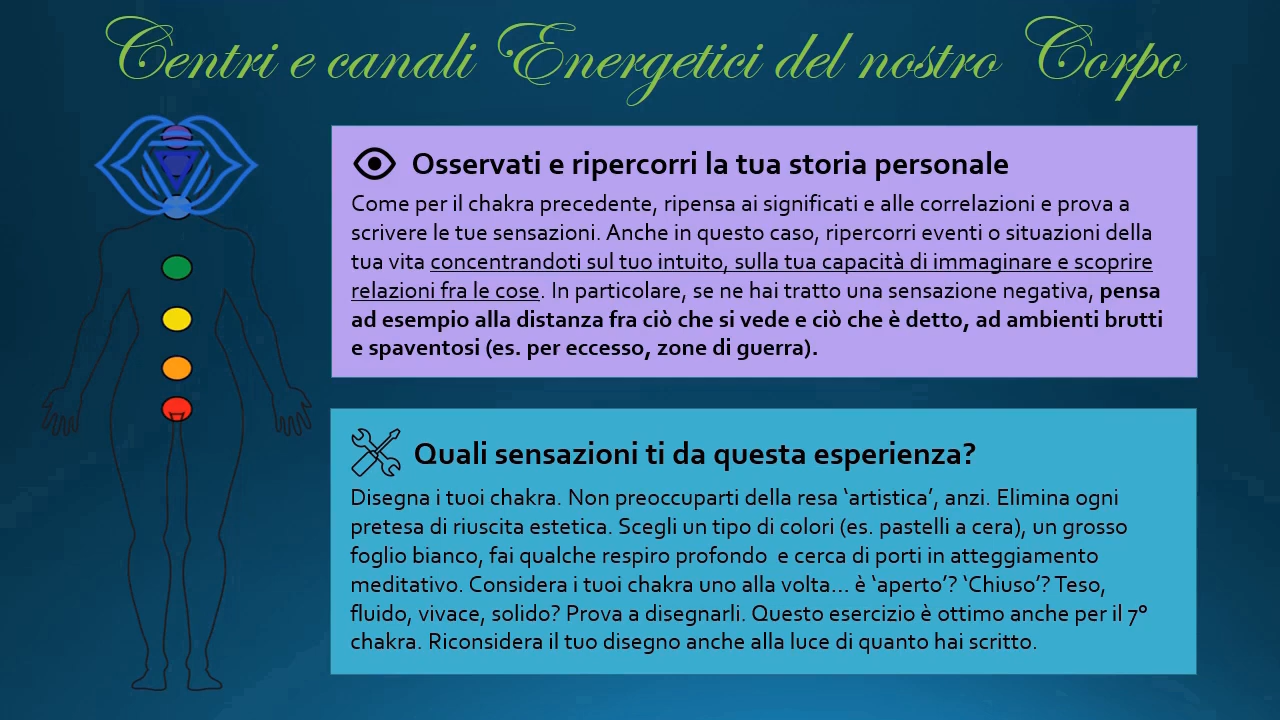 Centri e canali Energetici del nostro Corpo
Osservati e ripercorri la tua storia personale
Come per il chakra precedente, ripensa ai significati e alle correlazioni e prova a
scrivere le tue sensazioni. Anche in questo caso, ripercorri eventi o situazioni della
tua vita concentrandoti sul tuo intuito, sulla tua capacità di immaginare e scoprire
relazioni fra le cose. In particolare, se ne hai tratto una sensazione negativa, pensa
ad esempio alla distanza fra ciò che si vede e ciò che è detto, ad ambienti brutti
e spaventosi (es. per eccesso, zone di guerra).
Quali sensazioni ti da questa esperienza?
Disegna i tuoi chakra. Non preoccuparti della resa ‘artistica’, anzi. Elimina ogni
pretesa di riuscita estetica. Scegli un tipo di colori (es. pastelli a cera), un grosso
foglio bianco, fai qualche respiro profondo  e cerca di porti in atteggiamento
meditativo. Considera i tuoi chakra uno alla volta... è ‘aperto’? ‘Chiuso’? Teso,
fluido, vivace, solido? Prova a disegnarli. Questo esercizio è ottimo anche per il 7°
chakra. Riconsidera il tuo disegno anche alla luce di quanto hai scritto.